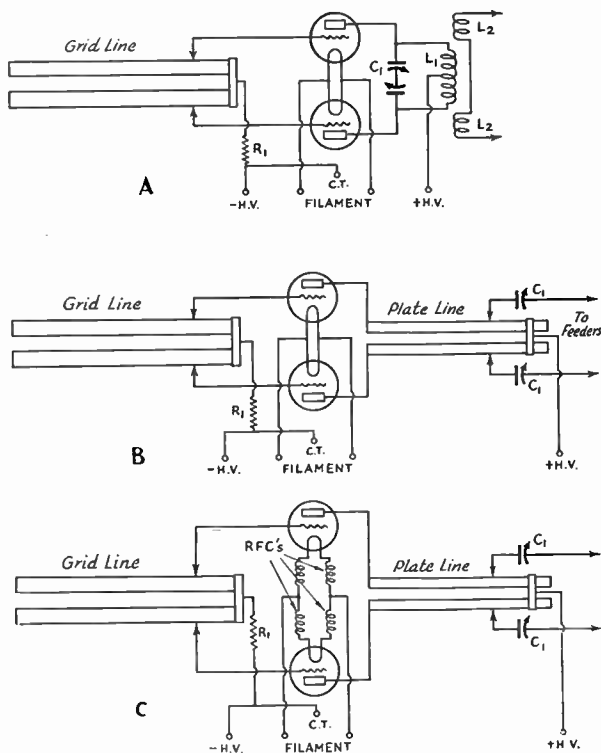 Grid Line
C1
L1
L2
L2
R1
A
-H.V.
C.T.
FILAMENT
+H.V.
Grid Line
Plate Line
C1
To
Feeders
C1
R1
B
-H.V.
C.T.
FILAMENT
+H.V.
Grid Line
RFC's
Plate Line
C1
C1
R1
C
-H.V.
C.T.
FILAMENT
+H.V.